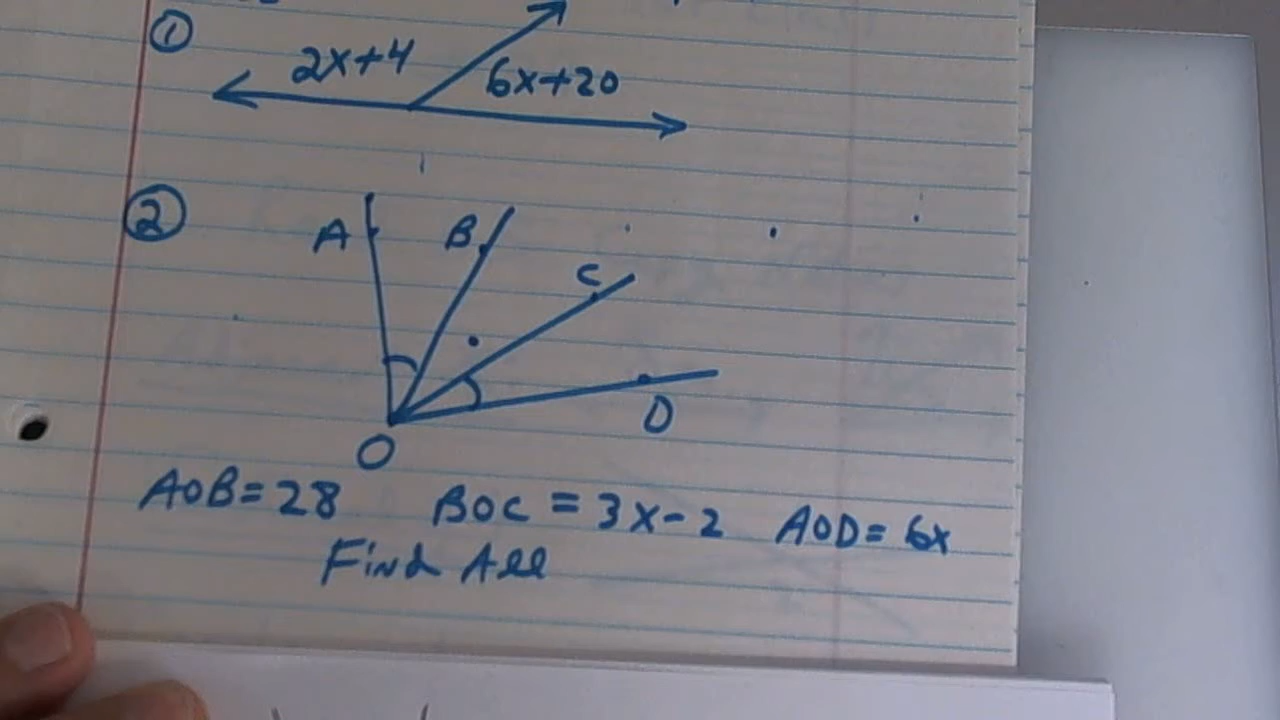 ①
2x+4
6x+20
②
A B C
D
O
AOB=28 BOC = 3x-2 AOD= 6x
Find All